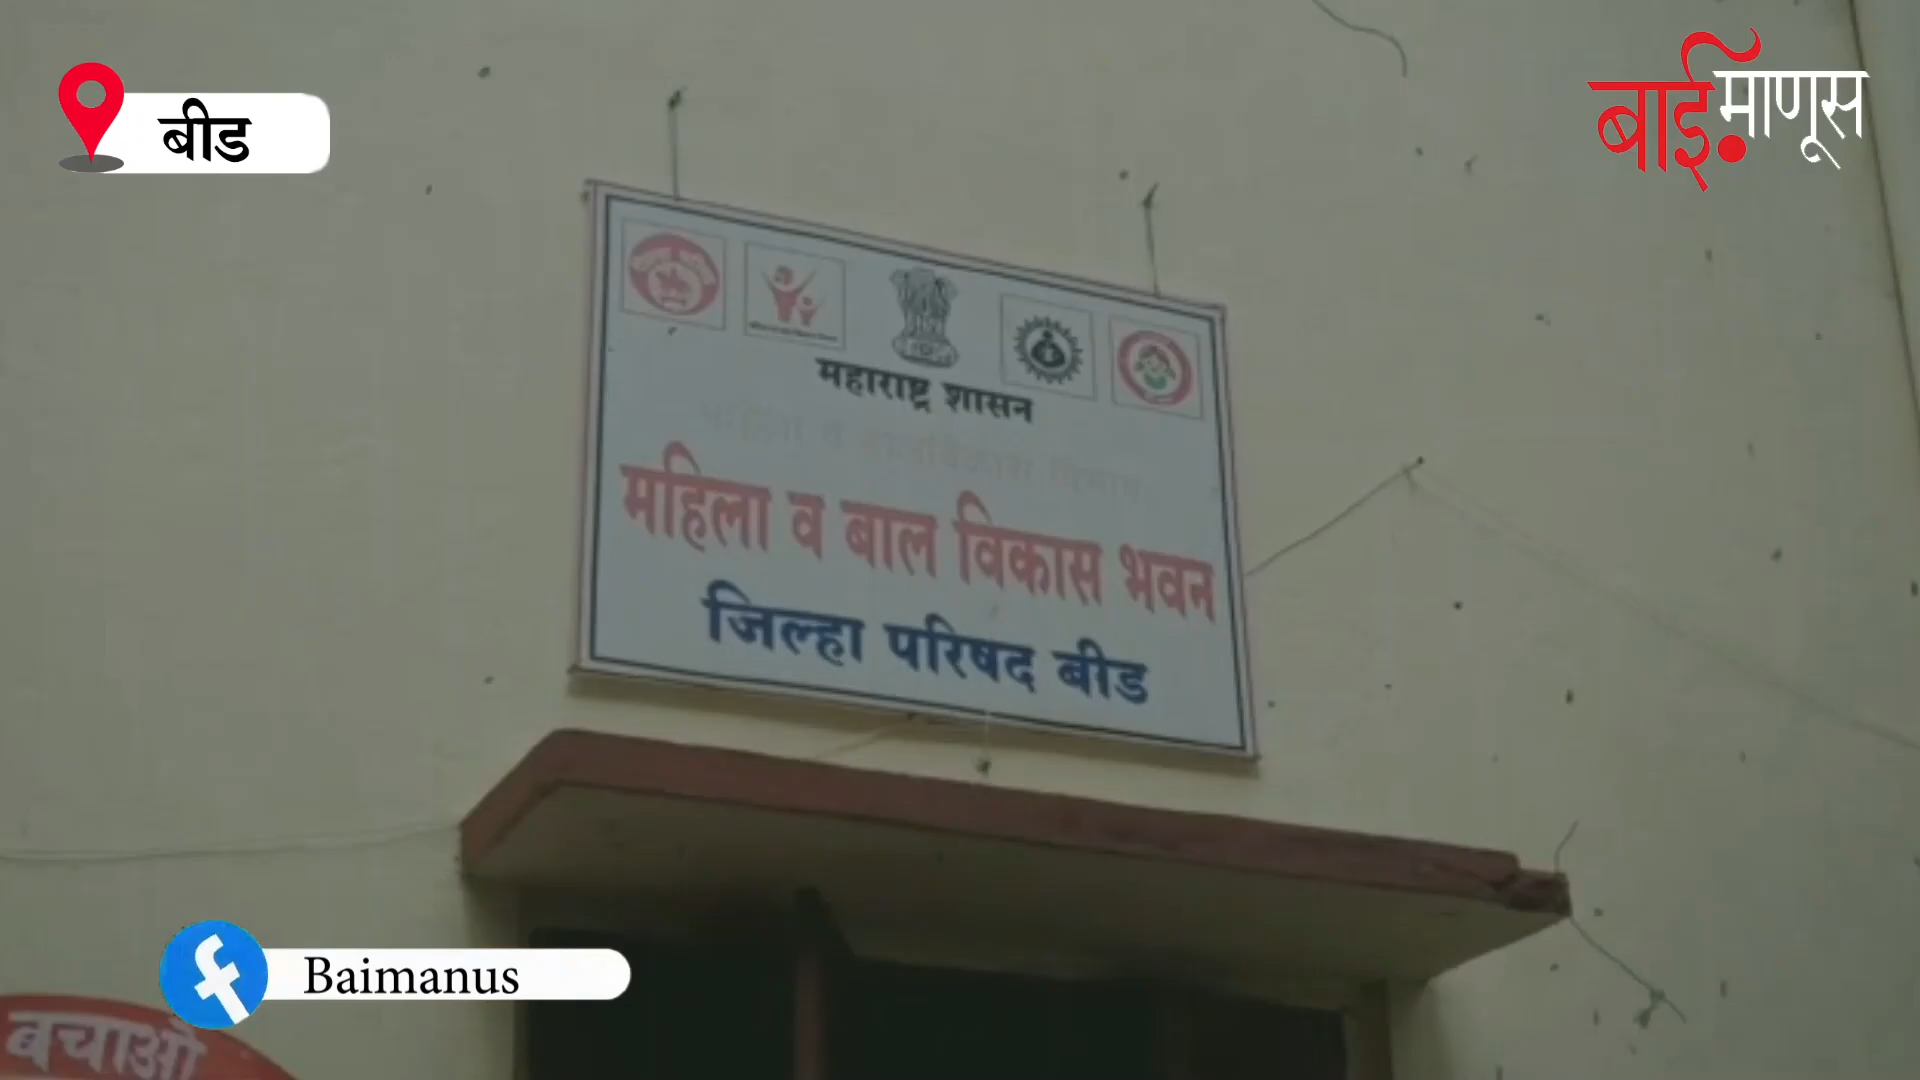 बीड
बाईमाणूस
महाराष्ट्र शासन
महिला व बाल विकास भवन
जिल्हा परिषद बीड
Baimanus
बचाओ